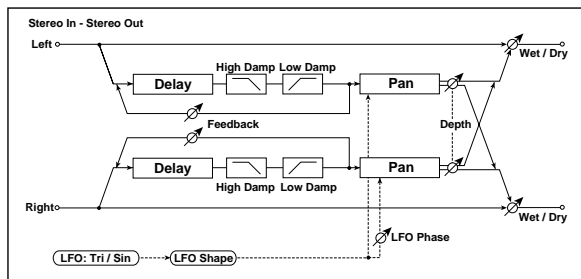 Stereo In - Stereo Out
Left
Wet / Dry
High Damp Low Damp
Delay
Pan
Feedback
Depth
Delay
Pan
High Damp Low Damp
Right
Wet / Dry
LFO Phase
LFO: Tri / Sin
LFO Shape